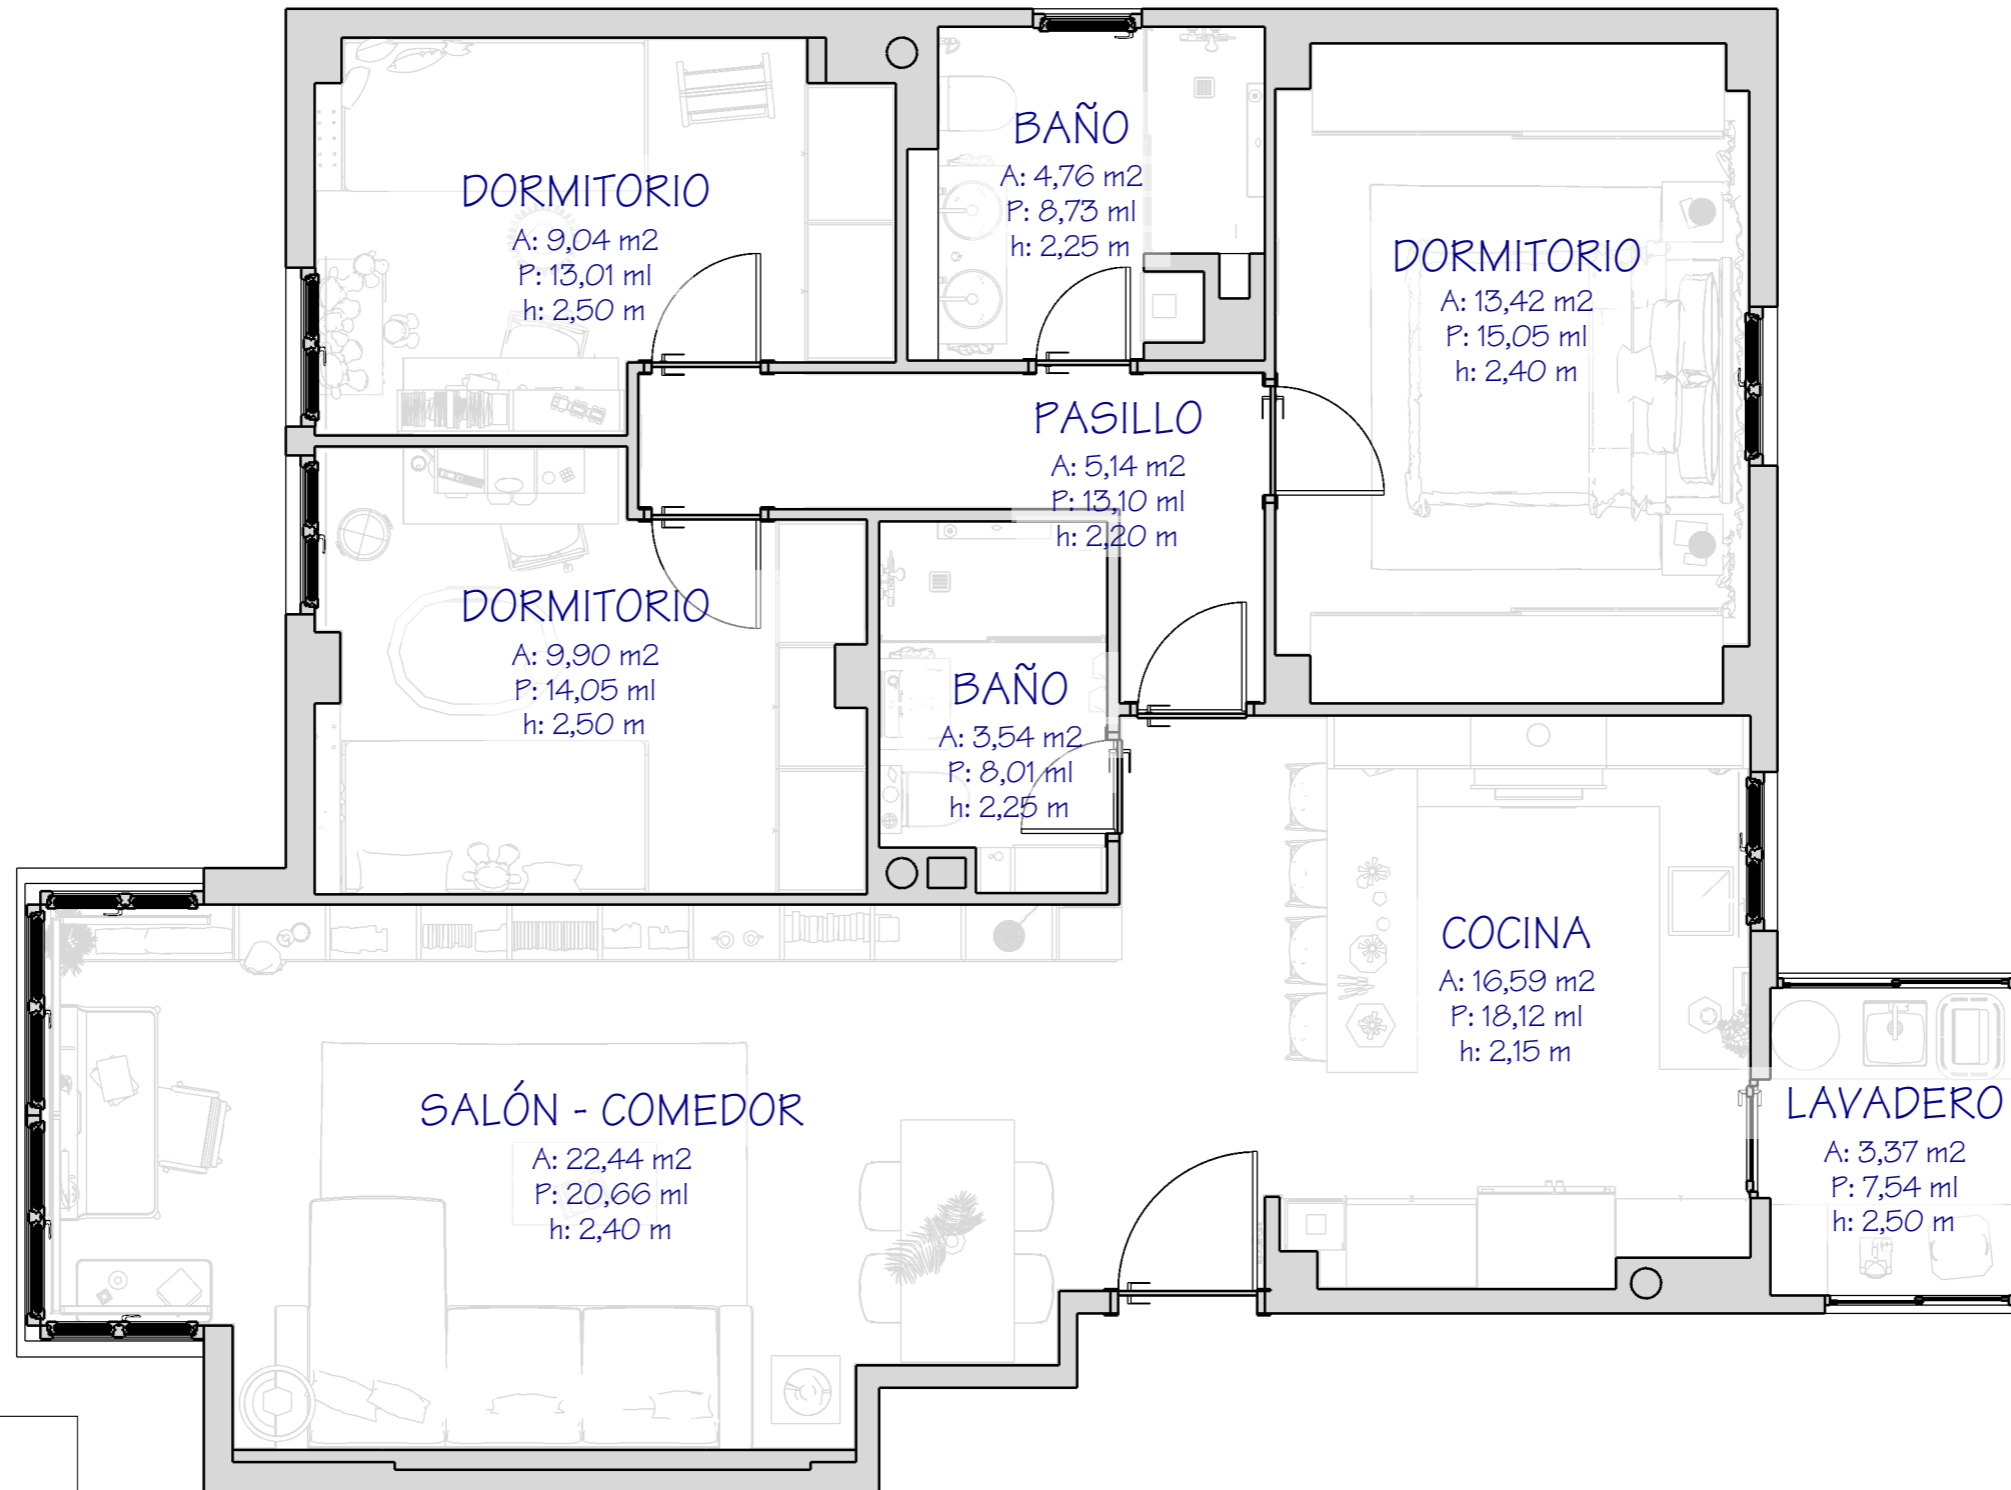 DORMITORIO
A: 9,04 m2
P: 13,01 ml
h: 2,50 m
BAÑO
A: 4,76 m2
P: 8,73 ml
h: 2,25 m
DORMITORIO
A: 13,42 m2
P: 15,05 ml
h: 2,40 m
PASILLO
A: 5,14 m2
P: 13,10 ml
h: 2,20 m
DORMITORIO
A: 9,90 m2
P: 14,05 ml
h: 2,50 m
BAÑO
A: 3,54 m2
P: 8,01 ml
h: 2,25 m
COCINA
A: 16,59 m2
P: 18,12 ml
h: 2,15 m
SALÓN - COMEDOR
A: 22,44 m2
P: 20,66 ml
h: 2,40 m
LAVADERO
A: 3,37 m2
P: 7,54 ml
h: 2,50 m